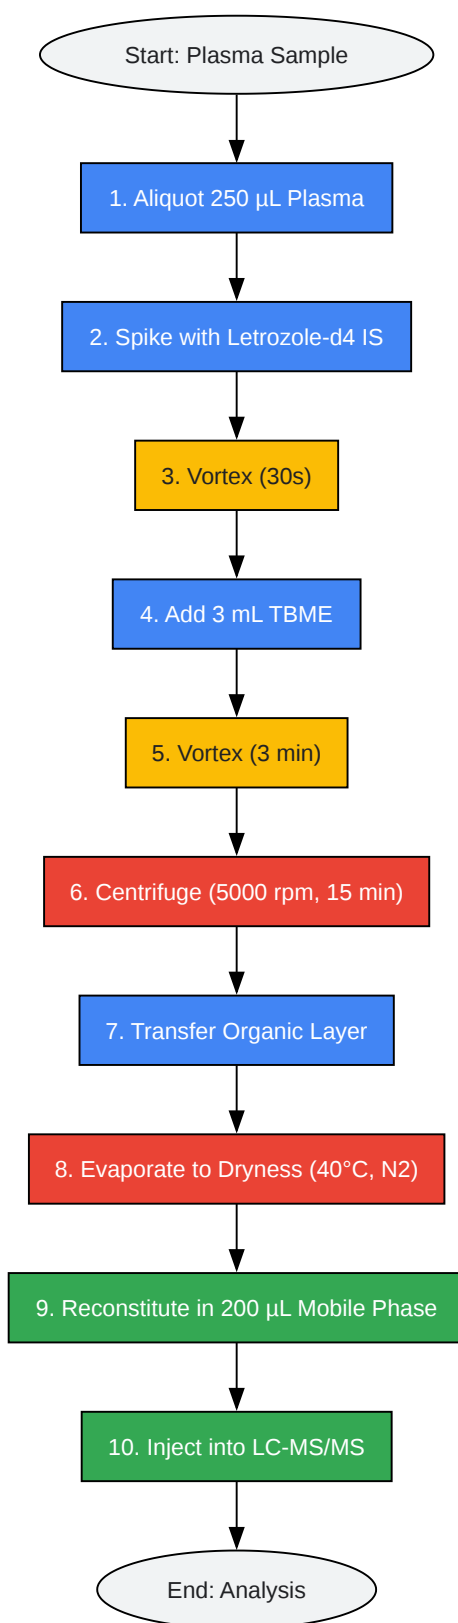 Start: Plasma Sample
1. Aliquot 250 µL Plasma
2. Spike with Letrozole-d4 IS
3. Vortex (30s)
4. Add 3 mL TBME
5. Vortex (3 min)
6. Centrifuge (5000 rpm, 15 min)
7. Transfer Organic Layer
8. Evaporate to Dryness (40°C, N2)
9. Reconstitute in 200 µL Mobile Phase
10. Inject into LC-MS/MS
End: Analysis